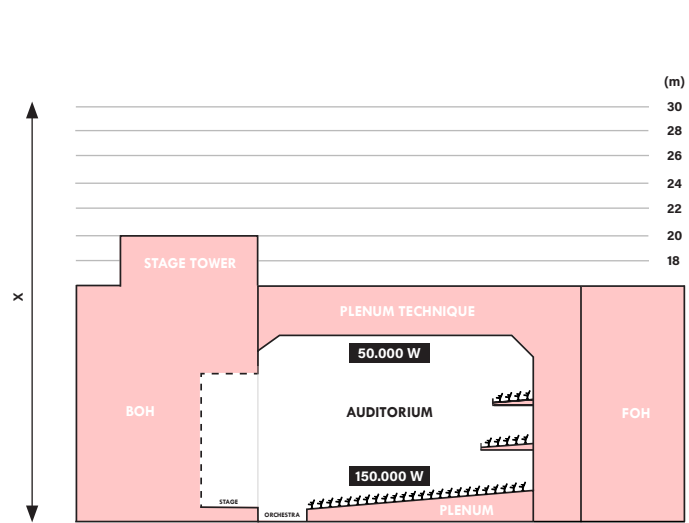 (m)
30
28
26
24
22
20
STAGE TOWER
18
X
PLENUM TECHNIQUE
50.000 W
BOH
AUDITORIUM
FOH
150.000 W
STAGE
ORCHESTRA
PLENUM